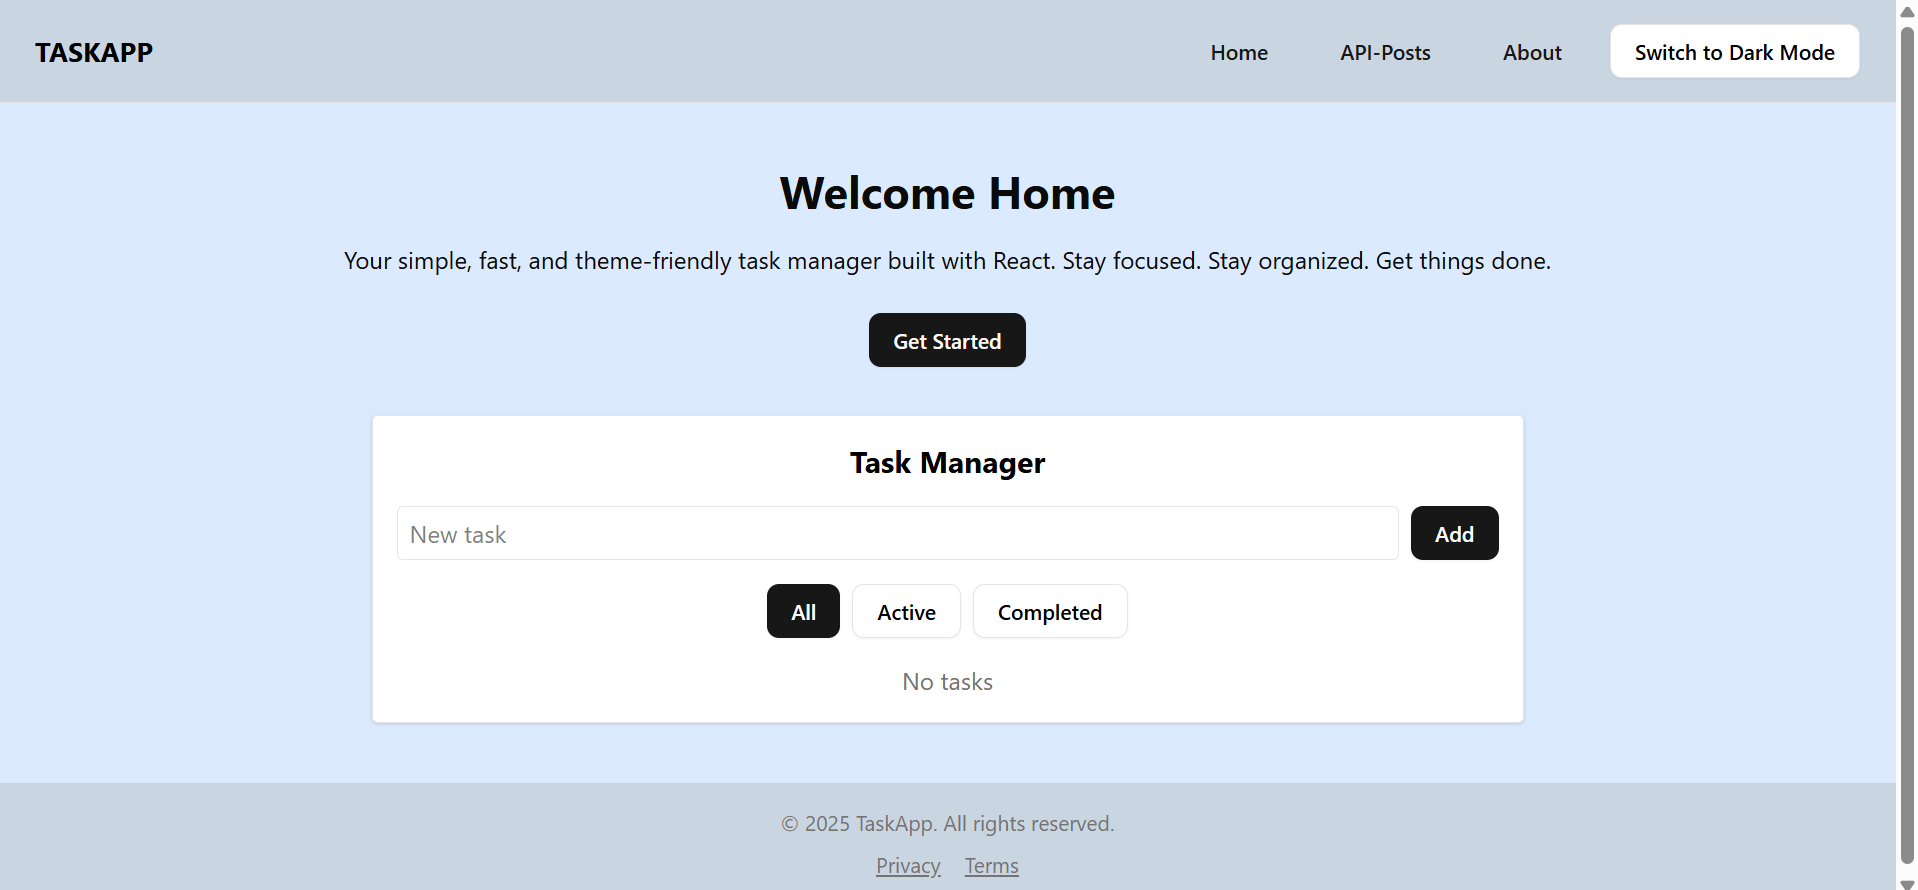 TASKAPP
Home API-Posts About Switch to Dark Mode
Welcome Home
Your simple, fast, and theme-friendly task manager built with React. Stay focused. Stay organized. Get things done.
Get Started
Task Manager
New task Add
All Active Completed
No tasks
© 2025 TaskApp. All rights reserved.
Privacy Terms